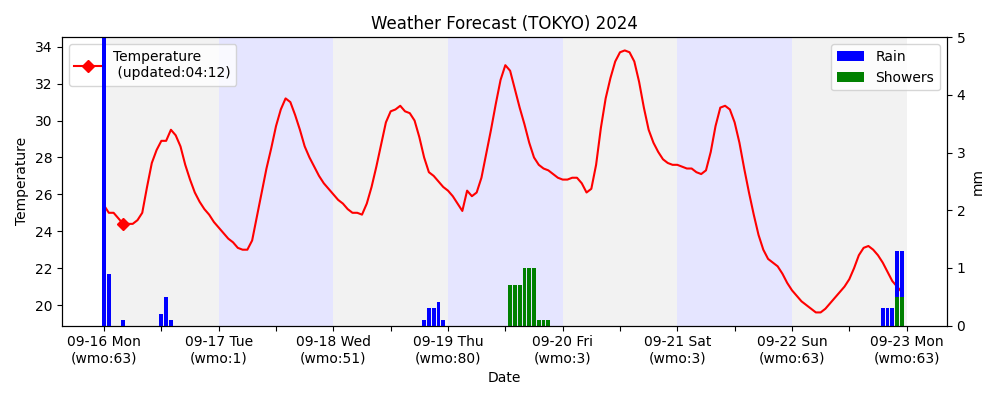 Weather Forecast (TOKYO) 2024
Temperature
(updated:04:12)
Rain
Showers
34
32
30
28
26
24
22
20
Temperature
5
4
3
2
1
0
mm
09-16 Mon
(wmo:63)
09-17 Tue
(wmo:1)
09-18 Wed
(wmo:51)
09-19 Thu
(wmo:80)
09-20 Fri
(wmo:3)
09-21 Sat
(wmo:3)
09-22 Sun
(wmo:63)
09-23 Mon
(wmo:63)
Date